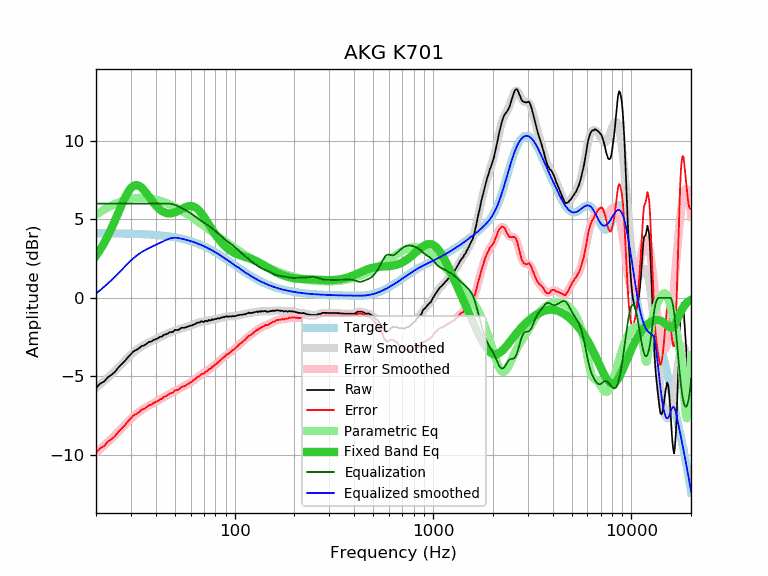 AKG K701
Amplitude (dBr)
10
5
0
−5
−10
Target
Raw Smoothed
Error Smoothed
Raw
Error
Parametric Eq
Fixed Band Eq
Equalization
Equalized smoothed
100
1000
10000
Frequency (Hz)